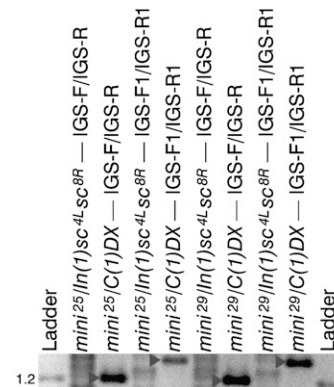 Ladder
mini²⁵/In(1)sc⁴ᴸsc⁸ᴿ — IGS-F/IGS-R
mini²⁵/C(1)DX — IGS-F/IGS-R
mini²⁵/In(1)sc⁴ᴸsc⁸ᴿ — IGS-F1/IGS-R1
mini²⁵/C(1)DX — IGS-F1/IGS-R1
mini²⁹/In(1)sc⁴ᴸsc⁸ᴿ — IGS-F/IGS-R
mini²⁹/C(1)DX — IGS-F/IGS-R
mini²⁹/In(1)sc⁴ᴸsc⁸ᴿ — IGS-F1/IGS-R1
mini²⁹/C(1)DX — IGS-F1/IGS-R1
Ladder
1.2